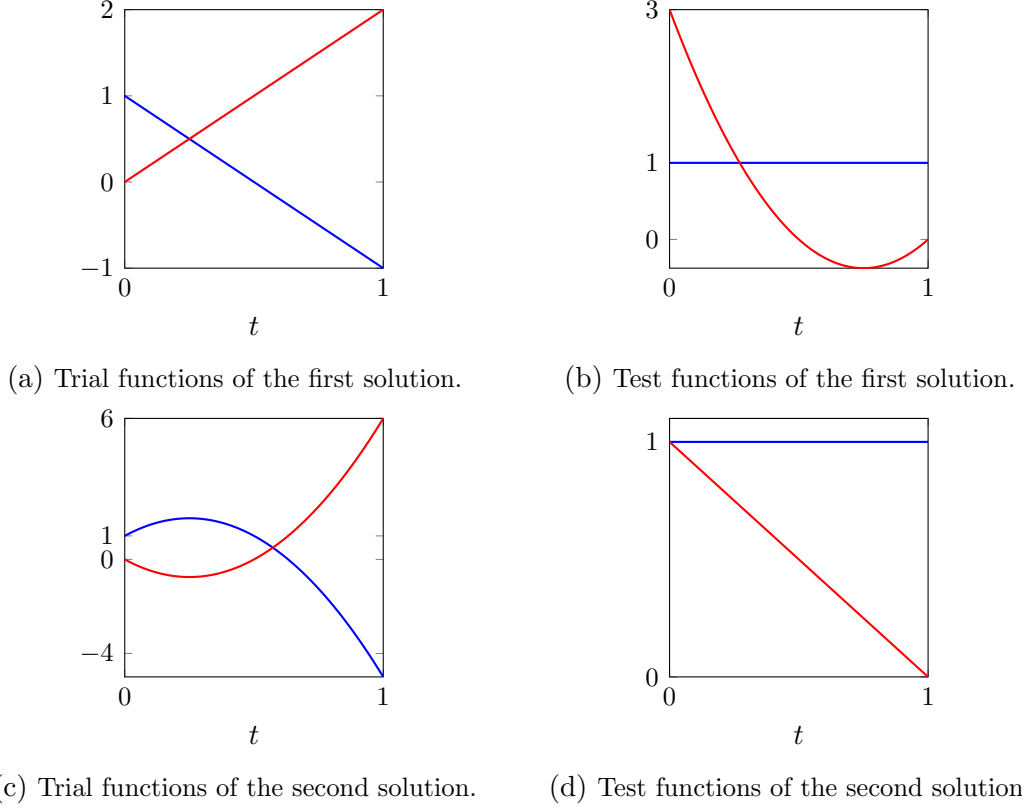 2
1
0
−1
0
1
t
3
1
0
0
1
t
(a) Trial functions of the first solution.
(b) Test functions of the first solution.
6
1
0
−4
0
1
t
1
0
0
1
t
(c) Trial functions of the second solution.
(d) Test functions of the second solution